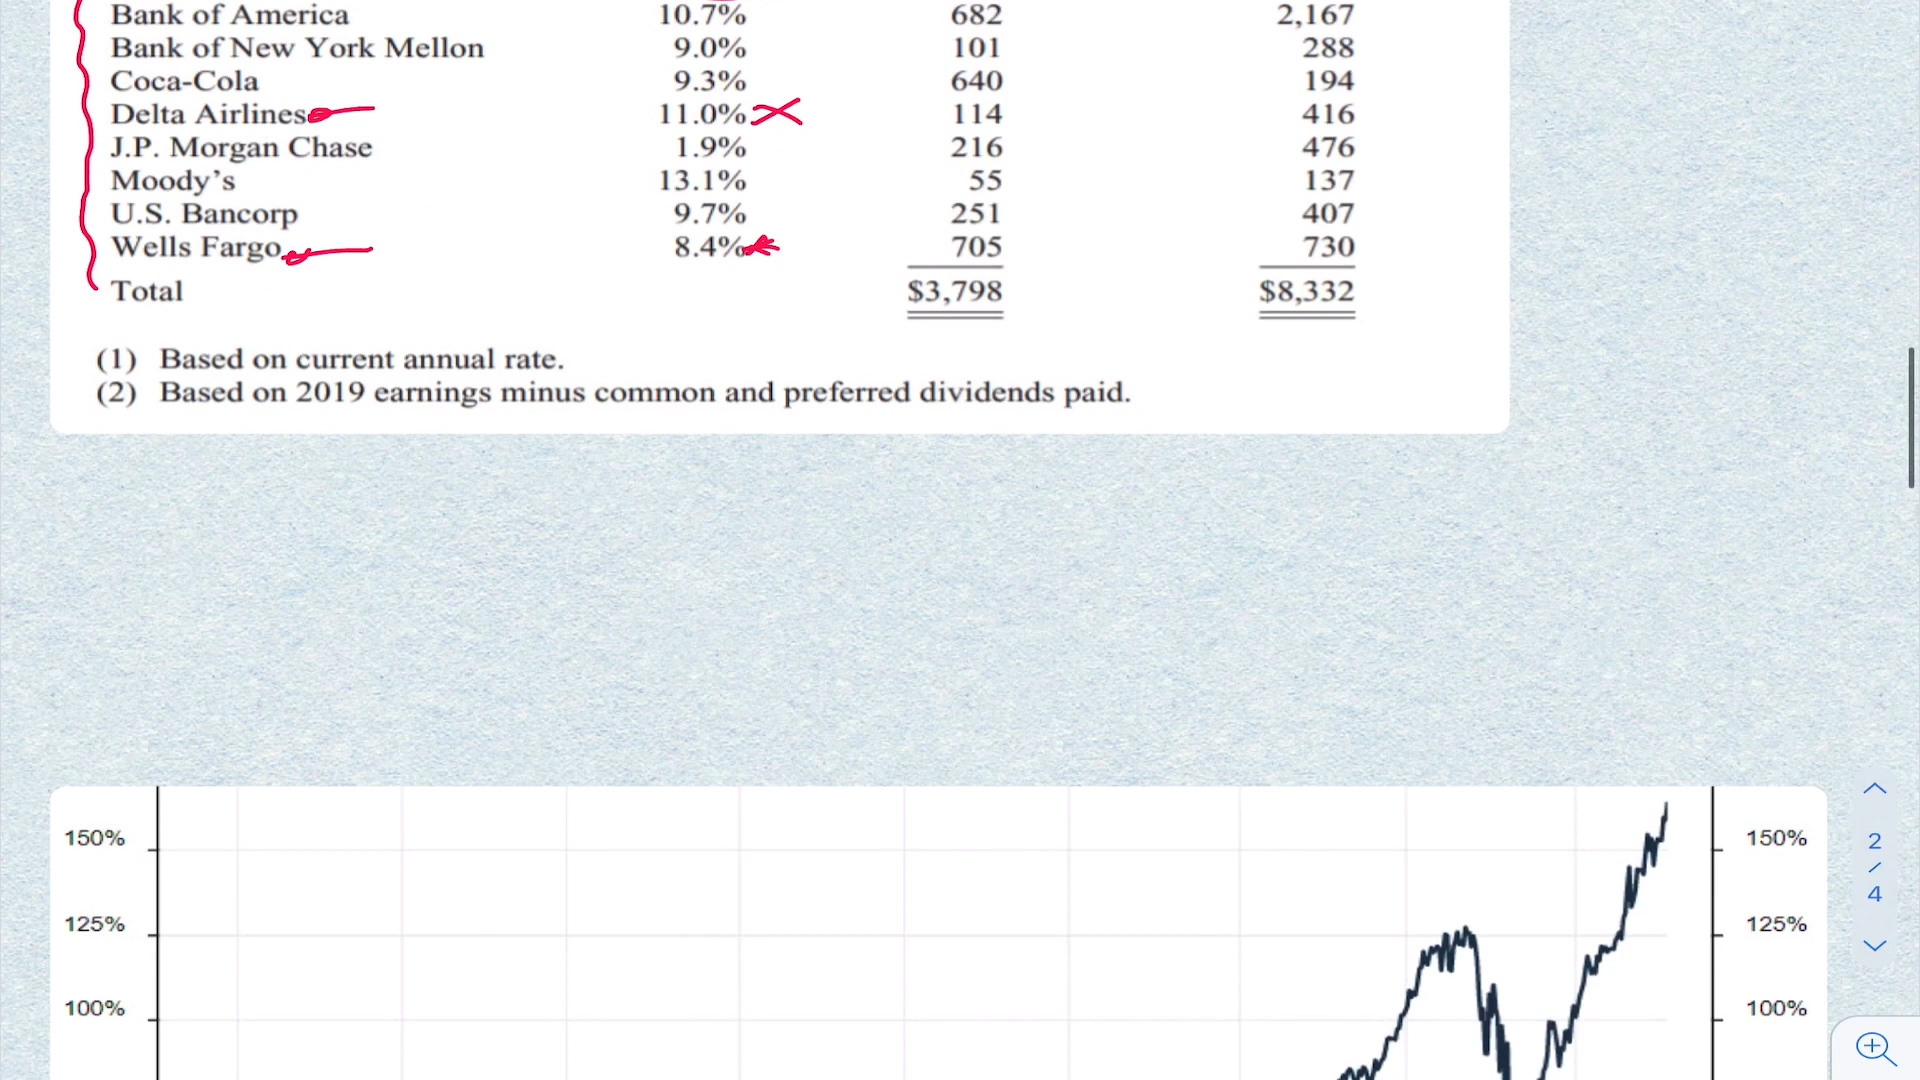 Bank of America 10.7% 682 2,167
Bank of New York Mellon 9.0% 101 288
Coca-Cola 9.3% 640 194
Delta Airlines 11.0% 114 416
J.P. Morgan Chase 1.9% 216 476
Moody’s 13.1% 55 137
U.S. Bancorp 9.7% 251 407
Wells Fargo 8.4% 705 730
Total $3,798 $8,332
(1) Based on current annual rate.
(2) Based on 2019 earnings minus common and preferred dividends paid.
150% 150%
125% 125%
100% 100%
2
/
4